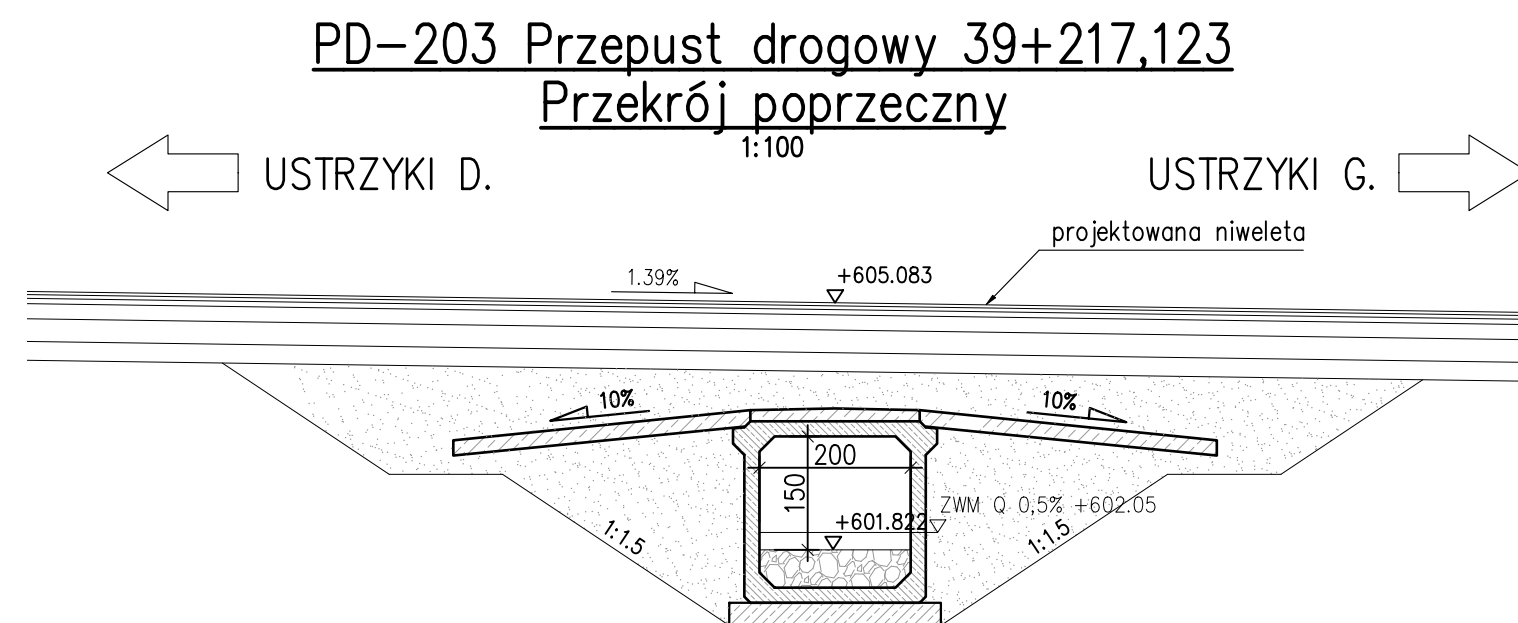 PD-203 Przepust drogowy 39+217,123
Przekrój poprzeczny
1:100
USTRZYKI D.
USTRZYKI G.
projektowana niweleta
1.39%
+605.083
10%
10%
200
150
ZWM Q 0,5% +602.05
+601.822
1:1.5
1:1.5